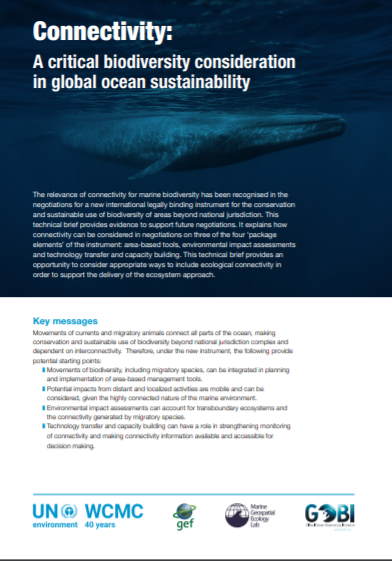 Connectivity:
A critical biodiversity consideration
in global ocean sustainability
The relevance of connectivity for marine biodiversity has been recognised in the
negotiations for a new international legally binding instrument for the conservation
and sustainable use of biodiversity of areas beyond national jurisdiction. This
technical brief provides evidence to support future negotiations. It explains how
connectivity can be considered in negotiations on three of the four 'package
elements' of the instrument: area-based tools, environmental impact assessments
and technology transfer and capacity building. This technical brief provides an
opportunity to consider appropriate ways to include ecological connectivity in
order to support the delivery of the ecosystem approach.
Key messages
Movements of currents and migratory animals connect all parts of the ocean, making
conservation and sustainable use of biodiversity beyond national jurisdiction complex and
dependent on interconnectivity. Therefore, under the new instrument, the following provide
potential starting points:
Movements of biodiversity, including migratory species, can be integrated in planning
and implementation of area-based management tools.
Potential impacts from distant and localized activities are mobile and can be
considered, given the highly connected nature of the marine environment.
Environmental impact assessments can account for transboundary ecosystems and
the connectivity generated by migratory species.
Technology transfer and capacity building can have a role in strengthening monitoring
of connectivity and making connectivity information available and accessible for
decision making.
UN WCMC
environment 40 years
gef
Marine
Geospatial
Ecology
Lab
GOBI